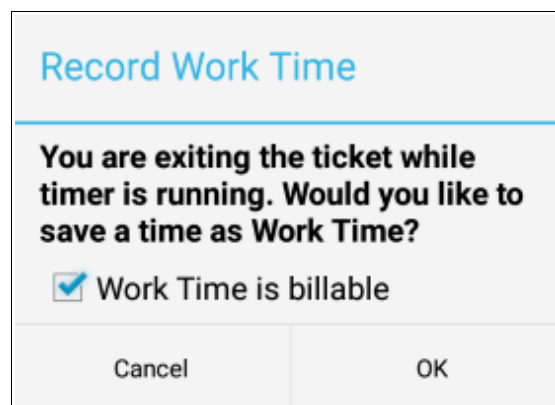 Record Work Time
You are exiting the ticket while
timer is running. Would you like to
save a time as Work Time?
Work Time is billable
Cancel
OK